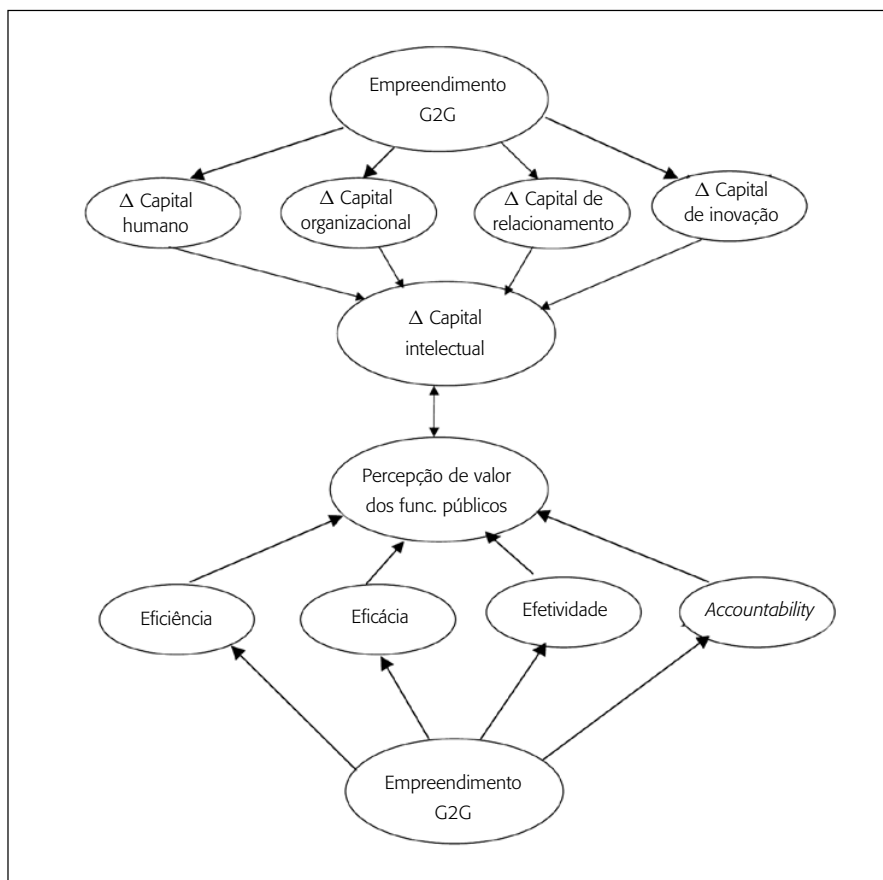 Empreendimento
G2G
Δ Capital
humano
Δ Capital
organizacional
Δ Capital de
relacionamento
Δ Capital
de inovação
Δ Capital
intelectual
Percepção de valor
dos func. públicos
Eficiência
Eficácia
Efetividade
Accountability
Empreendimento
G2G